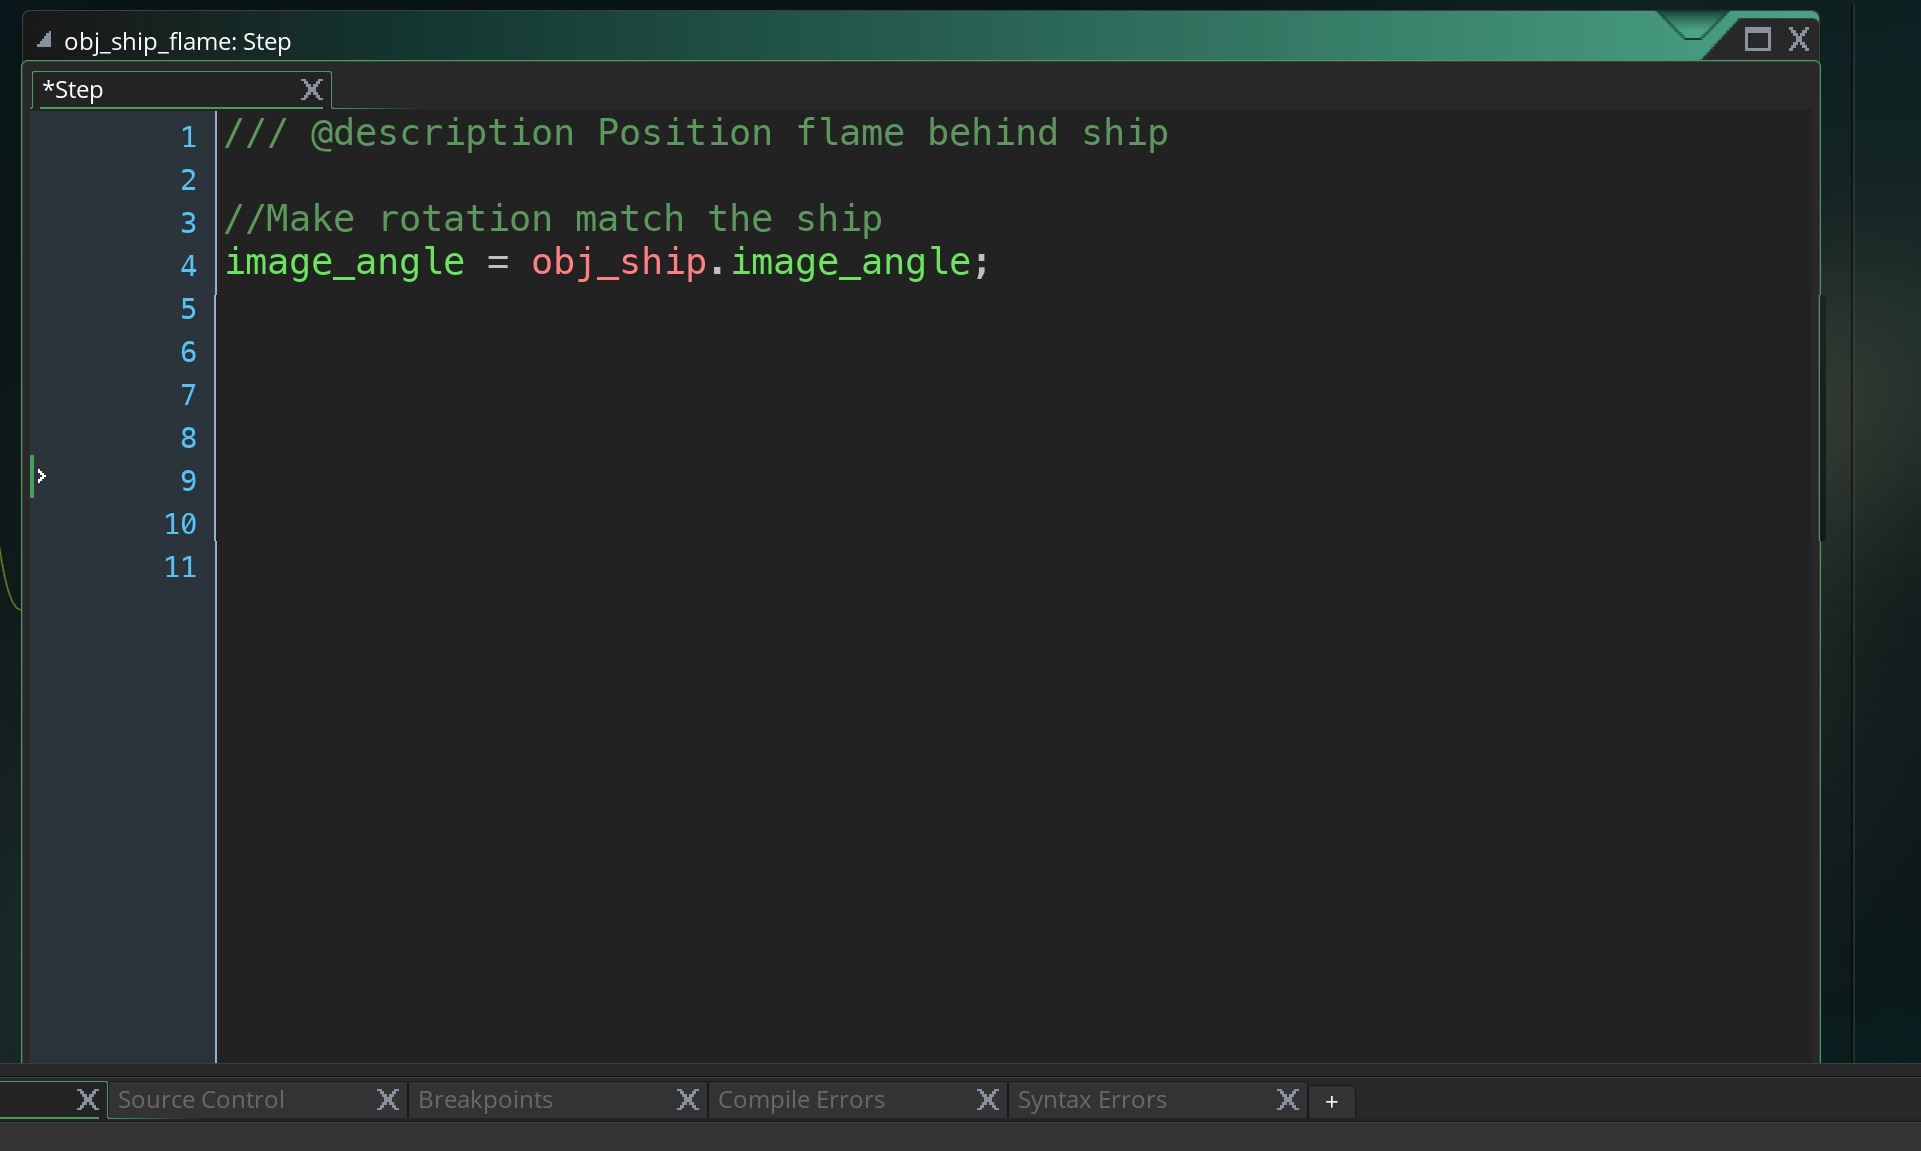 obj_ship_flame: Step
*Step
1 /// @description Position flame behind ship
2
3 //Make rotation match the ship
4 image_angle = obj_ship.image_angle;
5
6
7
8
9
10
11
Source Control Breakpoints Compile Errors Syntax Errors +